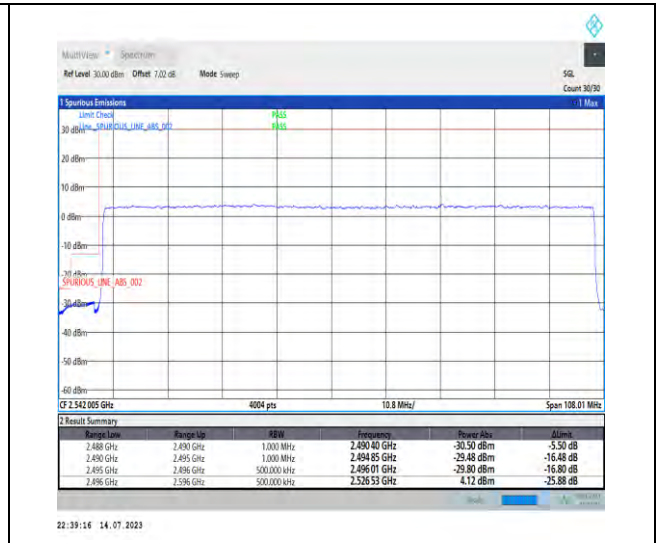 MultiView Spectrum
Ref Level 30.00 dBm Offset 7.02 dB Mode Sweep SGL
Count 30/30
1 Spurious Emissions 1 Max
Limit Check PASS
Line _SPURIOUS_LINE_ABS_002 PASS
30 dBm
20 dBm
10 dBm
0 dBm
-10 dBm
-20 dBm
_SPURIOUS_LINE_ABS_002
-30 dBm
-40 dBm
-50 dBm
-60 dBm
CF 2.542 005 GHz 4004 pts 10.8 MHz/ Span 108.01 MHz
2 Result Summary
Range Low Range Up RBW Frequency Power Abs ΔLimit
2.488 GHz 2.490 GHz 1.000 MHz 2.490 40 GHz -30.50 dBm -5.50 dB
2.490 GHz 2.495 GHz 1.000 MHz 2.494 85 GHz -29.48 dBm -16.48 dB
2.495 GHz 2.496 GHz 500.000 kHz 2.496 01 GHz -29.80 dBm -16.80 dB
2.496 GHz 2.596 GHz 500.000 kHz 2.526 53 GHz 4.12 dBm -25.88 dB
22:39:16 14.07.2023